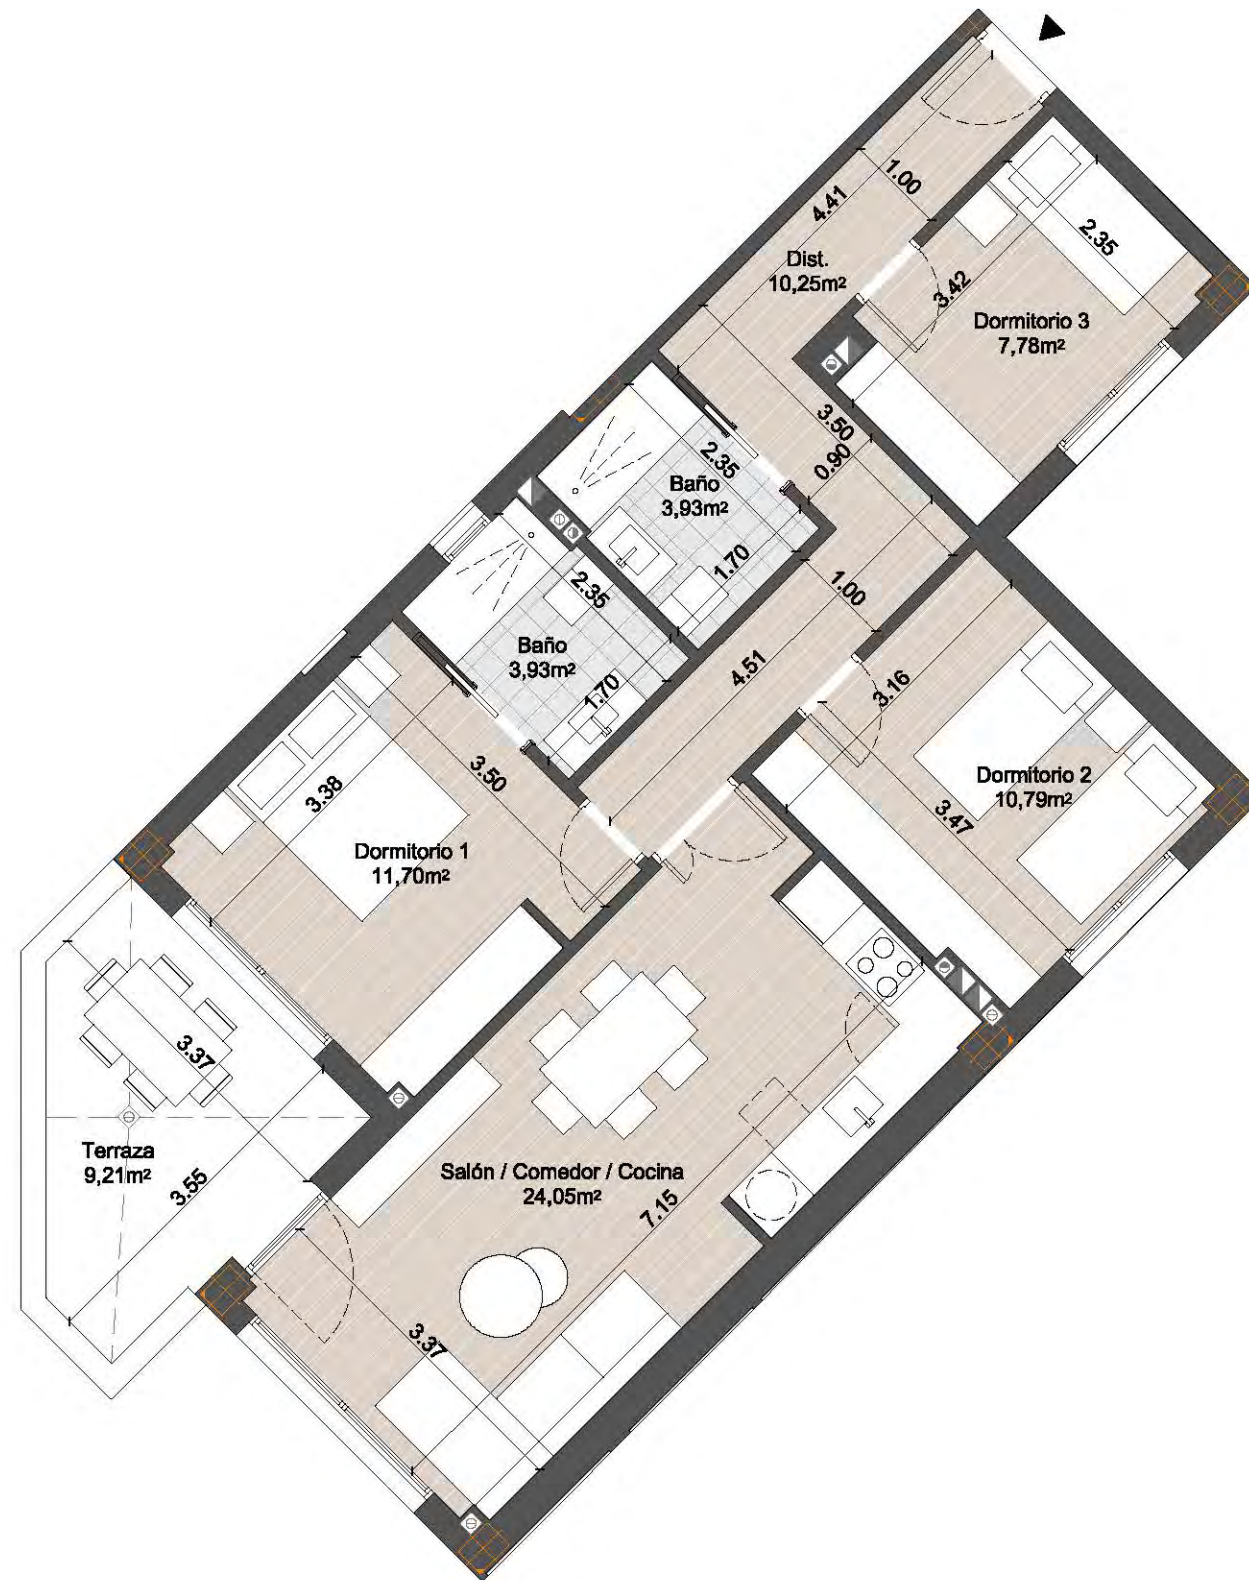 1.00
4.41
2.35
Dist.
10,25m²
3.42
Dormitorio 3
7,78m²
3.50
0.90
2.35
Baño
3,93m²
1.70
1.00
2.35
Baño
3,93m²
1.70
4.51
3.16
3.50
3.38
Dormitorio 2
10,79m²
3.47
Dormitorio 1
11,70m²
3.37
Terraza
9,21m²
3.55
Salón / Comedor / Cocina
24,05m²
7.15
3.37